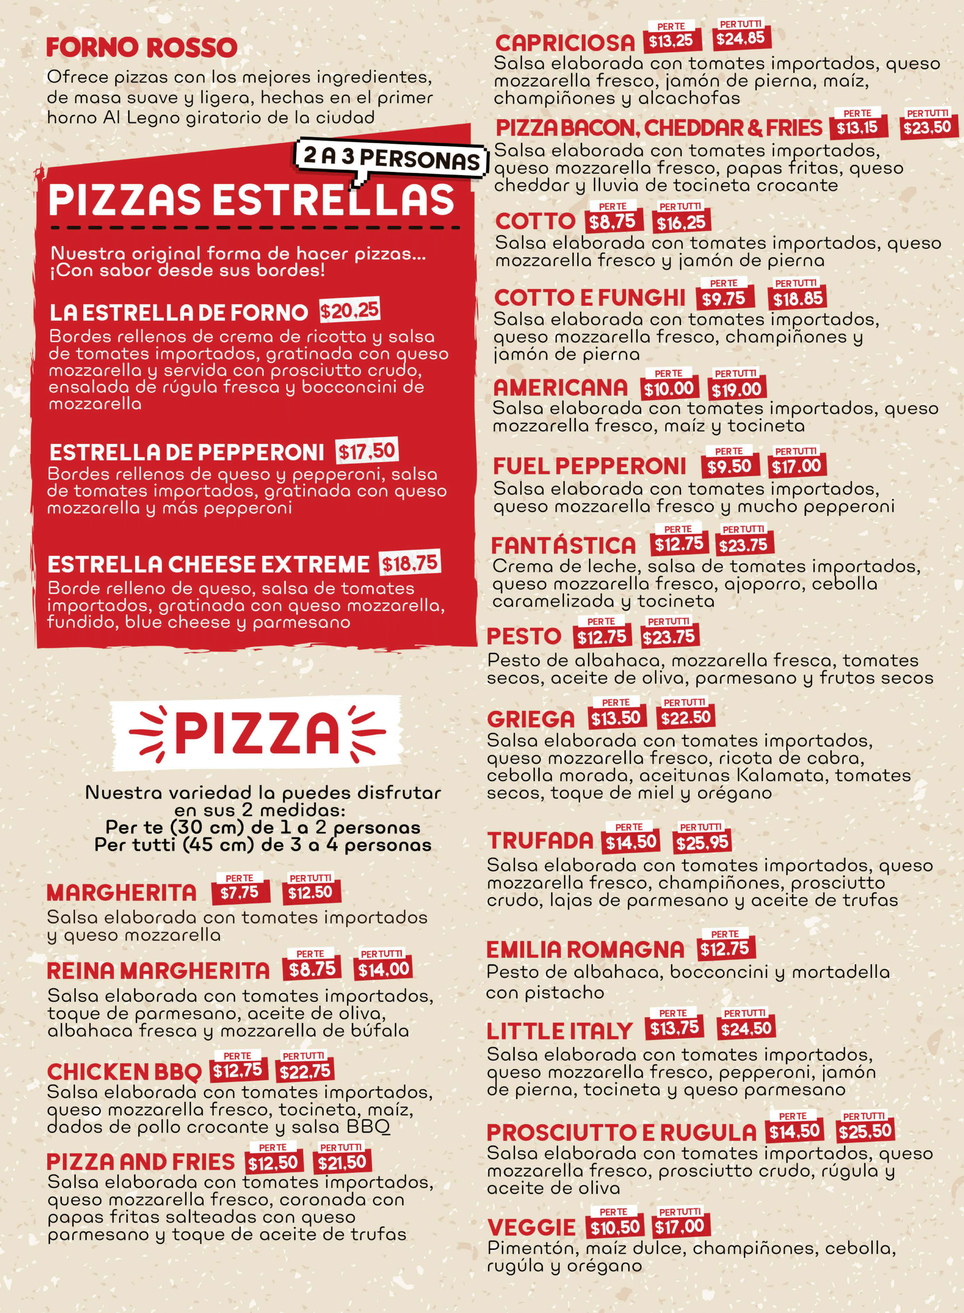 FORNO ROSSO
Ofrece pizzas con los mejores ingredientes,
de masa suave y ligera, hechas en el primer
horno Al Legno giratorio de la ciudad
2 A 3 PERSONAS
PIZZAS ESTRELLAS
Nuestra original forma de hacer pizzas...
¡Con sabor desde sus bordes!
LA ESTRELLA DE FORNO $20,25
Bordes rellenos de crema de ricotta y salsa
de tomates importados, gratinada con queso
mozzarella y servida con prosciutto crudo,
ensalada de rúgula fresca y bocconcini de
mozzarella
ESTRELLA DE PEPPERONI $17,50
Bordes rellenos de queso y pepperoni, salsa
de tomates importados, gratinada con queso
mozzarella y más pepperoni
ESTRELLA CHEESE EXTREME $18,75
Borde relleno de queso, salsa de tomates
importados, gratinada con queso mozzarella,
fundido, blue cheese y parmesano
PIZZA
Nuestra variedad la puedes disfrutar
en sus 2 medidas:
Per te (30 cm) de 1 a 2 personas
Per tutti (45 cm) de 3 a 4 personas
PER TE PER TUTTI
MARGHERITA $7,75 $12.50
Salsa elaborada con tomates importados
y queso mozzarella
PER TE PER TUTTI
REINA MARGHERITA $8.75 $14.00
Salsa elaborada con tomates importados,
toque de parmesano, aceite de oliva,
albahaca fresca y mozzarella de búfala
PER TE PER TUTTI
CHICKEN BBQ $12,75 $22,75
Salsa elaborada con tomates importados,
queso mozzarella fresco, tocineta, maíz,
dados de pollo crocante y salsa BBQ
PER TE PER TUTTI
PIZZA AND FRIES $12,50 $21,50
Salsa elaborada con tomates importados,
queso mozzarella fresco, coronada con
papas fritas salteadas con queso
parmesano y toque de aceite de trufas
PER TE PER TUTTI
CAPRICIOSA $13,25 $24,85
Salsa elaborada con tomates importados, queso
mozzarella fresco, jamón de pierna, maíz,
champiñones y alcachofas
PER TE PER TUTTI
PIZZA BACON, CHEDDAR & FRIES $13,15 $23,50
Salsa elaborada con tomates importados,
queso mozzarella fresco, papas fritas, queso
cheddar y lluvia de tocineta crocante
PER TE PER TUTTI
COTTO $8,75 $16,25
Salsa elaborada con tomates importados, queso
mozzarella fresco y jamón de pierna
PER TE PER TUTTI
COTTO E FUNGHI $9.75 $18.85
Salsa elaborada con tomates importados,
queso mozzarella fresco, champiñones y
jamón de pierna
PER TE PER TUTTI
AMERICANA $10.00 $19.00
Salsa elaborada con tomates importados, queso
mozzarella fresco, maíz y tocineta
PER TE PER TUTTI
FUEL PEPPERONI $9.50 $17.00
Salsa elaborada con tomates importados,
queso mozzarella fresco y mucho pepperoni
PER TE PER TUTTI
FANTÁSTICA $12.75 $23.75
Crema de leche, salsa de tomates importados,
queso mozzarella fresco, ajoporro, cebolla
caramelizada y tocineta
PER TE PER TUTTI
PESTO $12.75 $23.75
Pesto de albahaca, mozzarella fresca, tomates
secos, aceite de oliva, parmesano y frutos secos
PER TE PER TUTTI
GRIEGA $13.50 $22.50
Salsa elaborada con tomates importados,
queso mozzarella fresco, ricota de cabra,
cebolla morada, aceitunas Kalamata, tomates
secos, toque de miel y orégano
PER TE PER TUTTI
TRUFADA $14,50 $25,95
Salsa elaborada con tomates importados, queso
mozzarella fresco, champiñones, prosciutto
crudo, lajas de parmesano y aceite de trufas
PER TE
EMILIA ROMAGNA $12.75
Pesto de albahaca, bocconcini y mortadella
con pistacho
PER TE PER TUTTI
LITTLE ITALY $13,75 $24.50
Salsa elaborada con tomates importados,
queso mozzarella fresco, pepperoni, jamón
de pierna, tocineta y queso parmesano
PER TE PER TUTTI
PROSCIUTTO E RUGULA $14,50 $25,50
Salsa elaborada con tomates importados, queso
mozzarella fresco, prosciutto crudo, rúgula y
aceite de oliva
PER TE PER TUTTI
VEGGIE $10,50 $17,00
Pimentón, maíz dulce, champiñones, cebolla,
rugúla y orégano